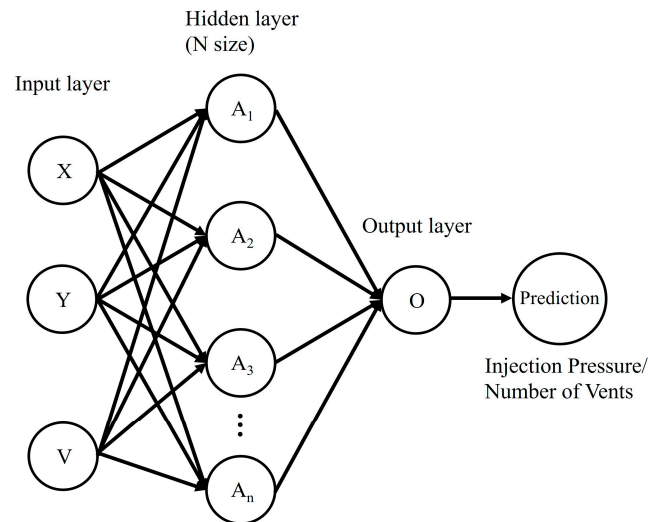 Hidden layer
(N size)
Input layer
A1
X
A2
Output layer
Y
O
Prediction
A3
Injection Pressure/
Number of Vents
⋮
V
An